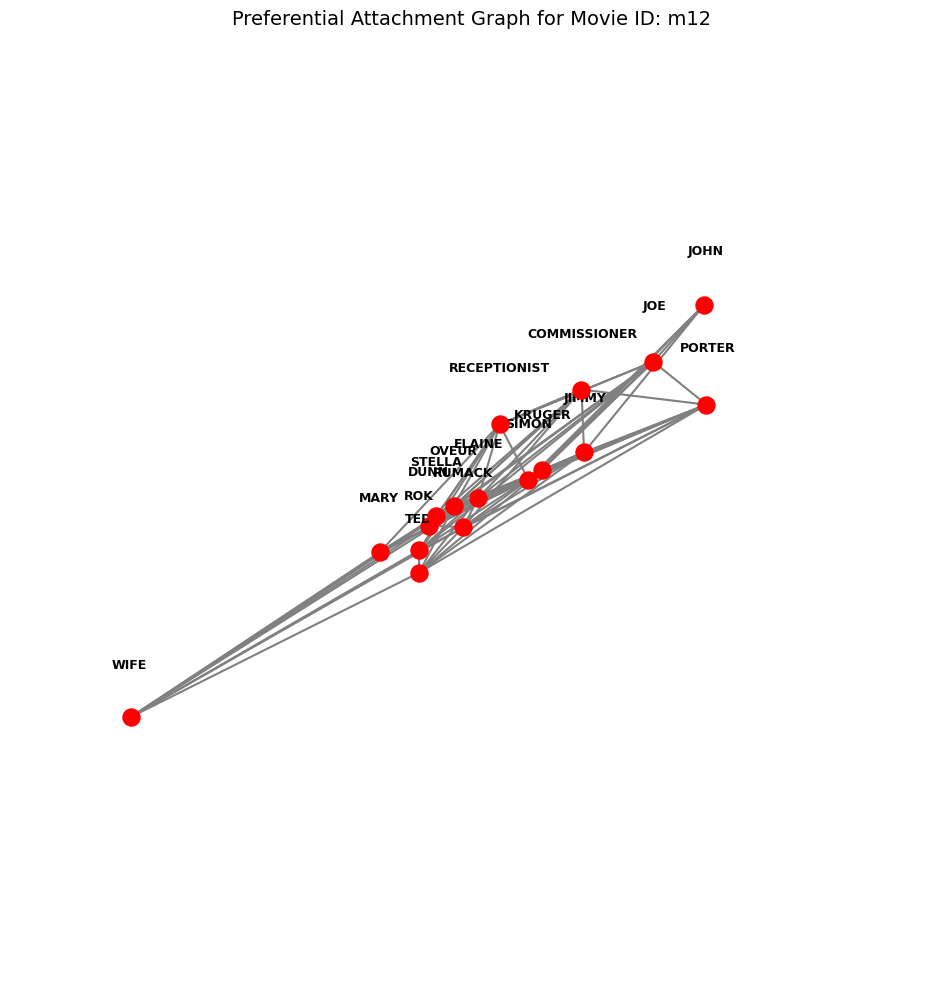 Preferential Attachment Graph for Movie ID: m12
JOHN
JOE
COMMISSIONER
PORTER
RECEPTIONIST
JIMMY
KRUGER
SIMON
ELAINE
OVEUR
STELLA
DUNN
RUMACK
MARY
ROK
TED
WIFE